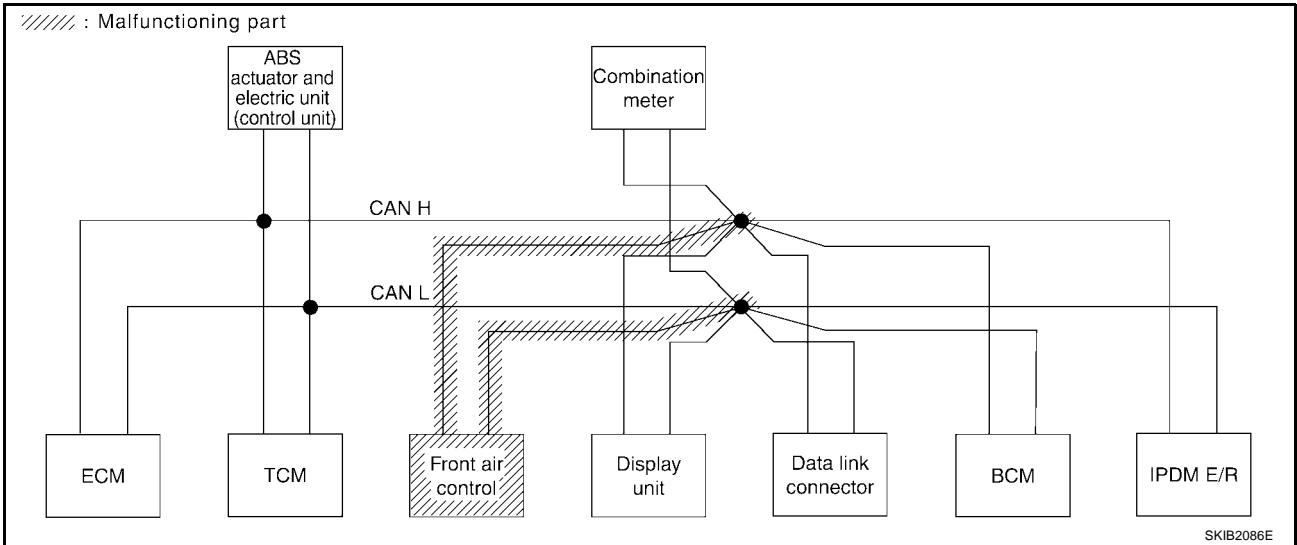 : Malfunctioning part
ABS
actuator and
electric unit
(control unit)
Combination
meter
CAN H
CAN L
ECM
TCM
Front air
control
Display
unit
Data link
connector
BCM
IPDM E/R
SKIB2086E